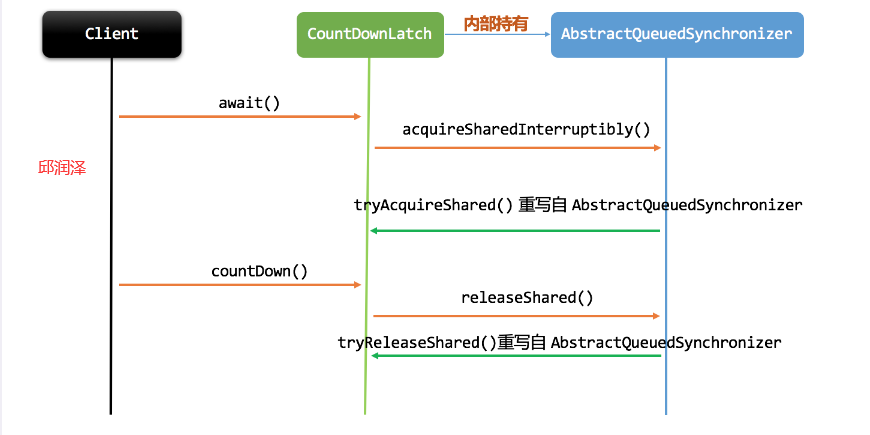 Client
CountDownLatch
内部持有
AbstractQueuedSynchronizer
await()
acquireSharedInterruptibly()
邱润泽
tryAcquireShared() 重写自 AbstractQueuedSynchronizer
countDown()
releaseShared()
tryReleaseShared()重写自 AbstractQueuedSynchronizer